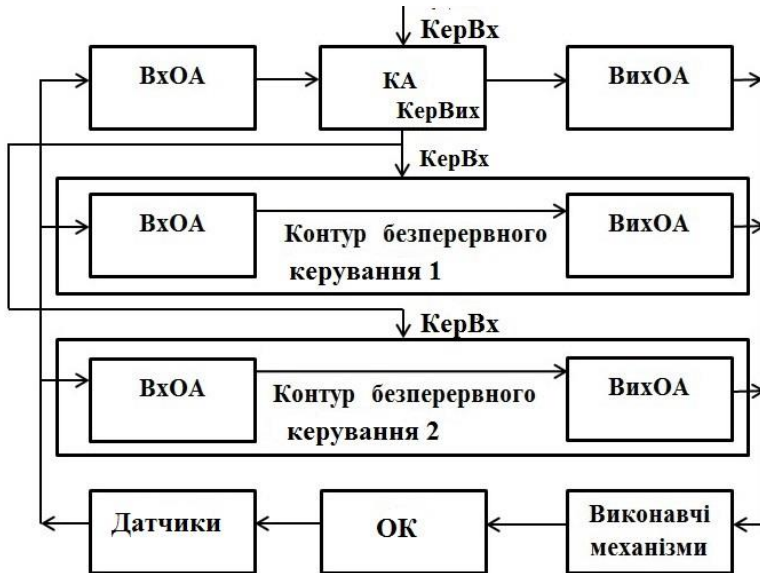 КерВх
ВхОА
КА
ВихОА
КерВих
КерВх
ВхОА
ВихОА
Контур безперервного
керування 1
КерВх
ВхОА
ВихОА
Контур безперервного
керування 2
Датчики
ОК
Виконавчі
механізми